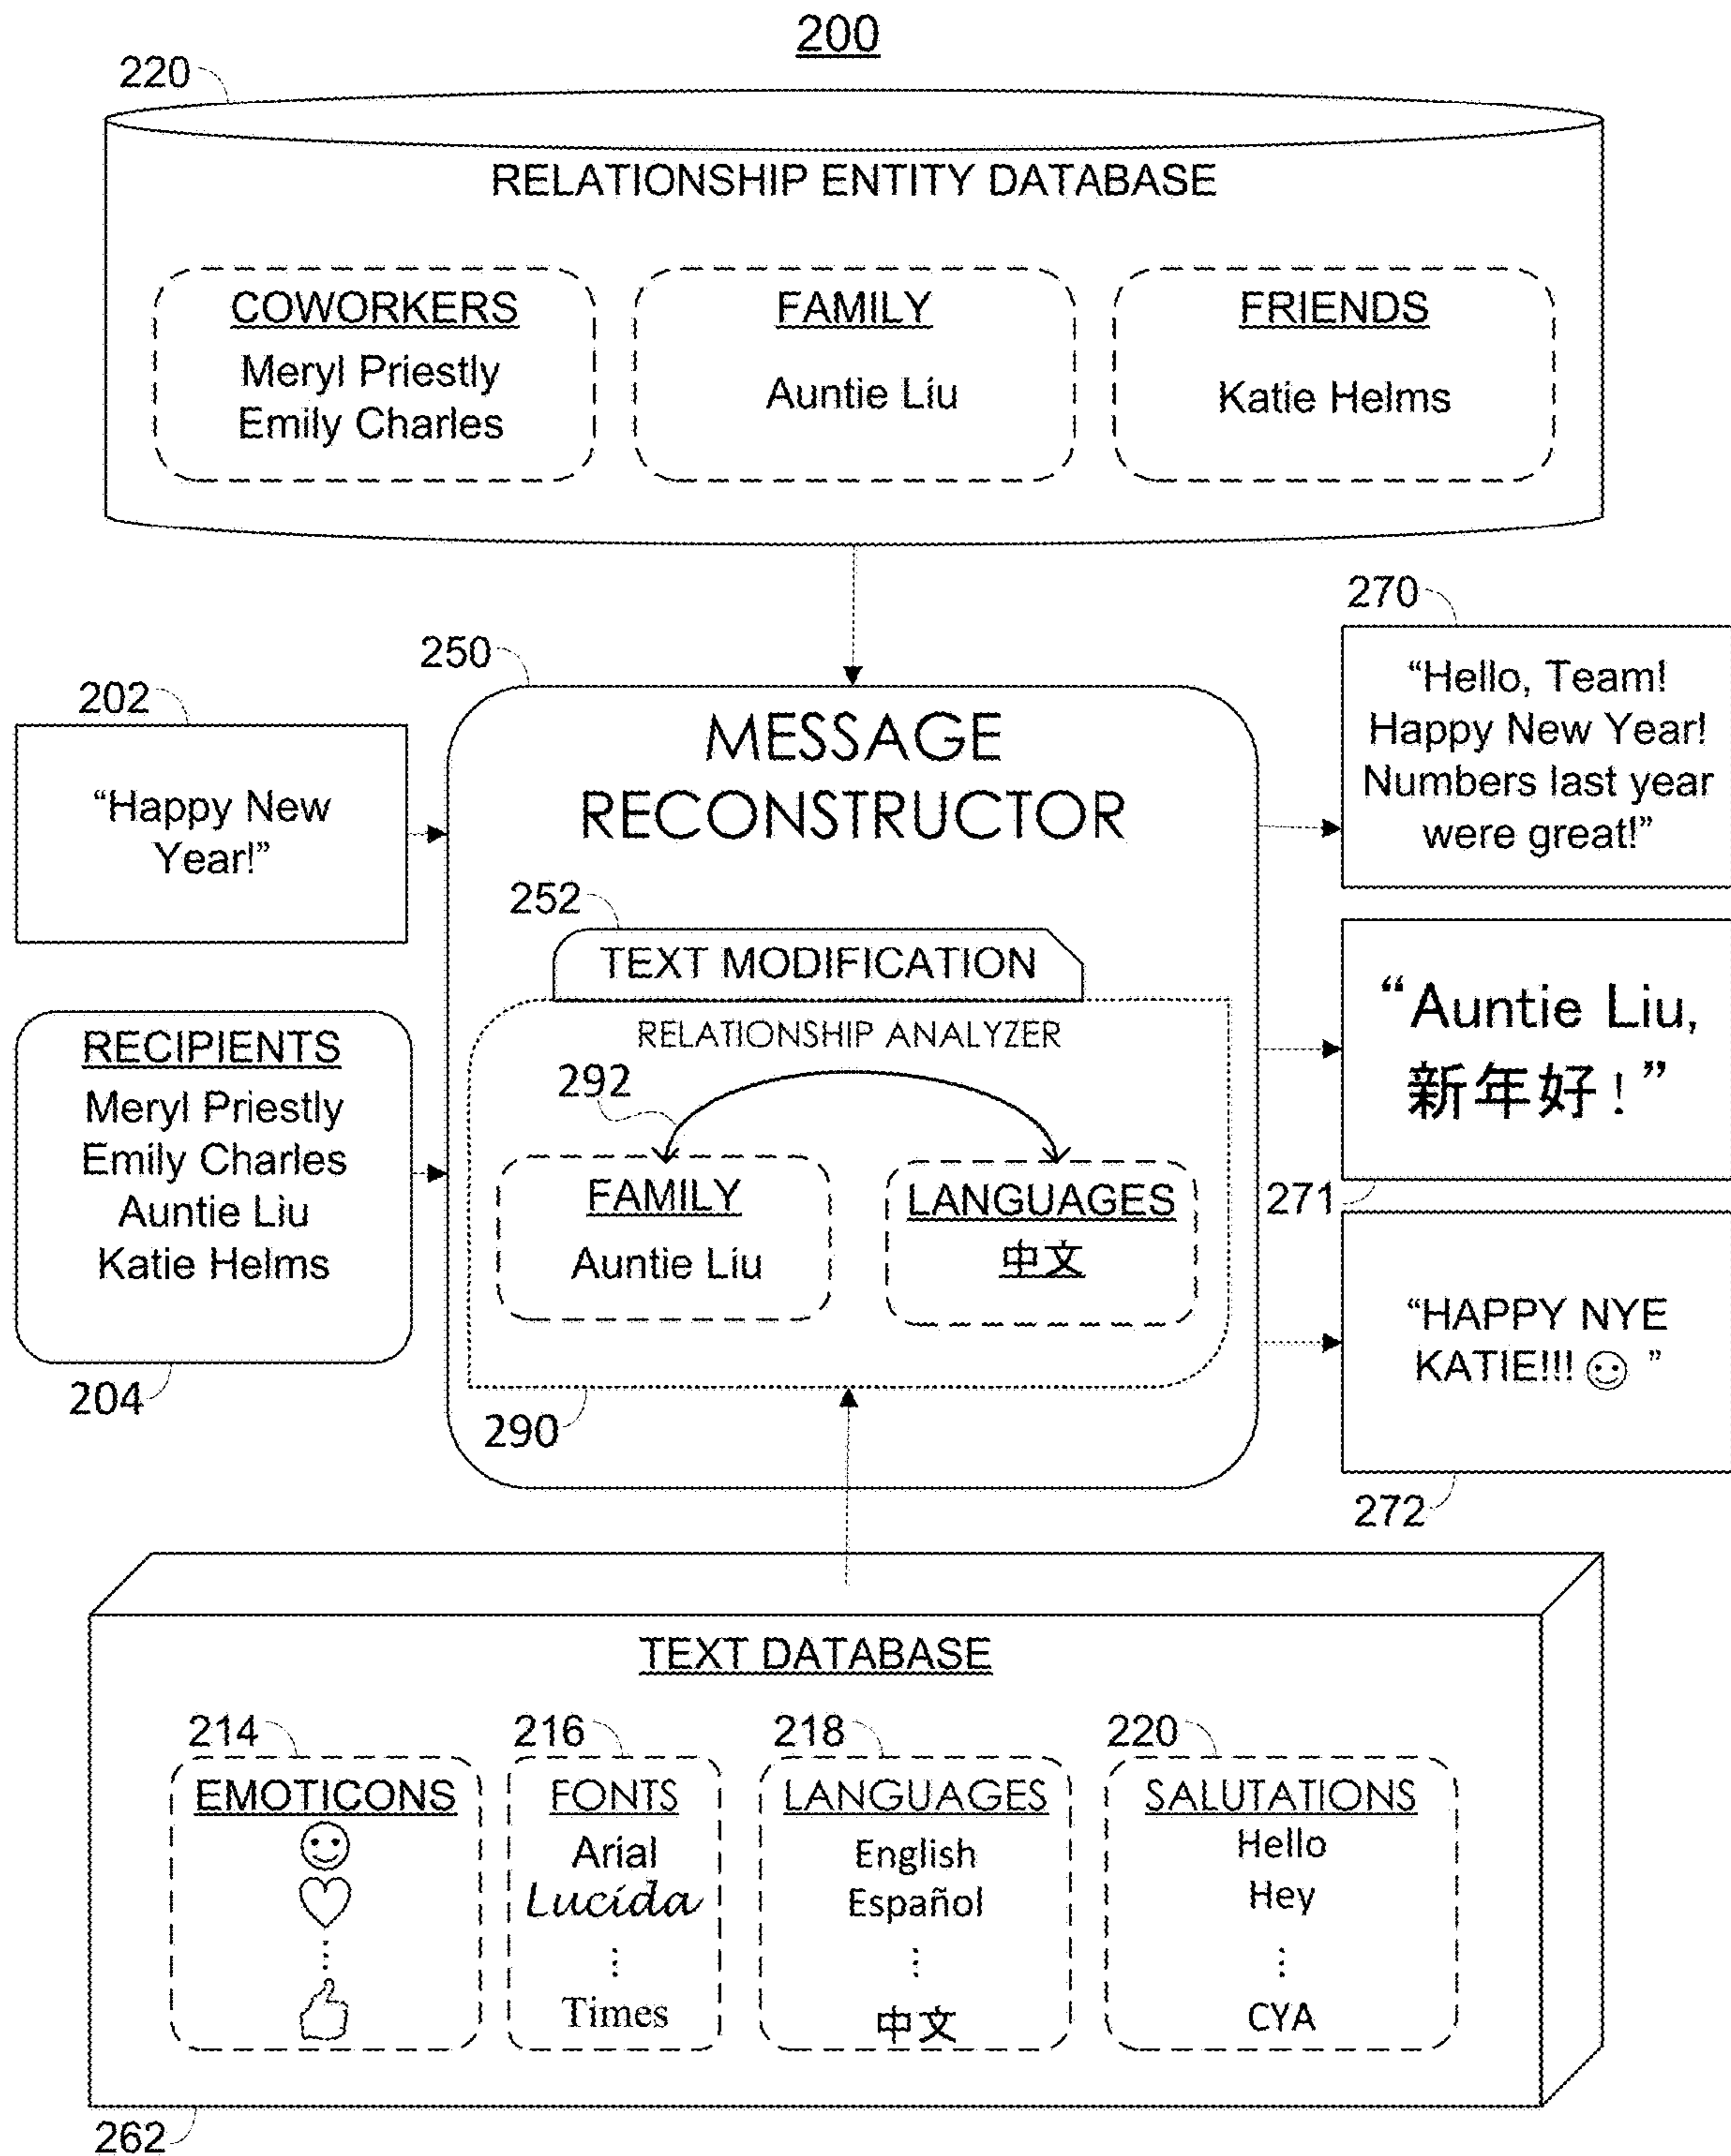 200
220
RELATIONSHIP ENTITY DATABASE
COWORKERS
Meryl Priestly
Emily Charles
FAMILY
Auntie Liu
FRIENDS
Katie Helms
202
“Happy New
Year!”
RECIPIENTS
Meryl Priestly
Emily Charles
Auntie Liu
Katie Helms
204
250
MESSAGE
RECONSTRUCTOR
252
TEXT MODIFICATION
RELATIONSHIP ANALYZER
292
FAMILY
Auntie Liu
LANGUAGES
中文
290
270
“Hello, Team!
Happy New Year!
Numbers last year
were great!”
“Auntie Liu,
新年好!”
271
“HAPPY NYE
KATIE!!! ☺ ”
272
TEXT DATABASE
214
EMOTICONS
216
FONTS
Arial
Lucida
⋮
Times
218
LANGUAGES
English
Español
⋮
中文
220
SALUTATIONS
Hello
Hey
⋮
CYA
262